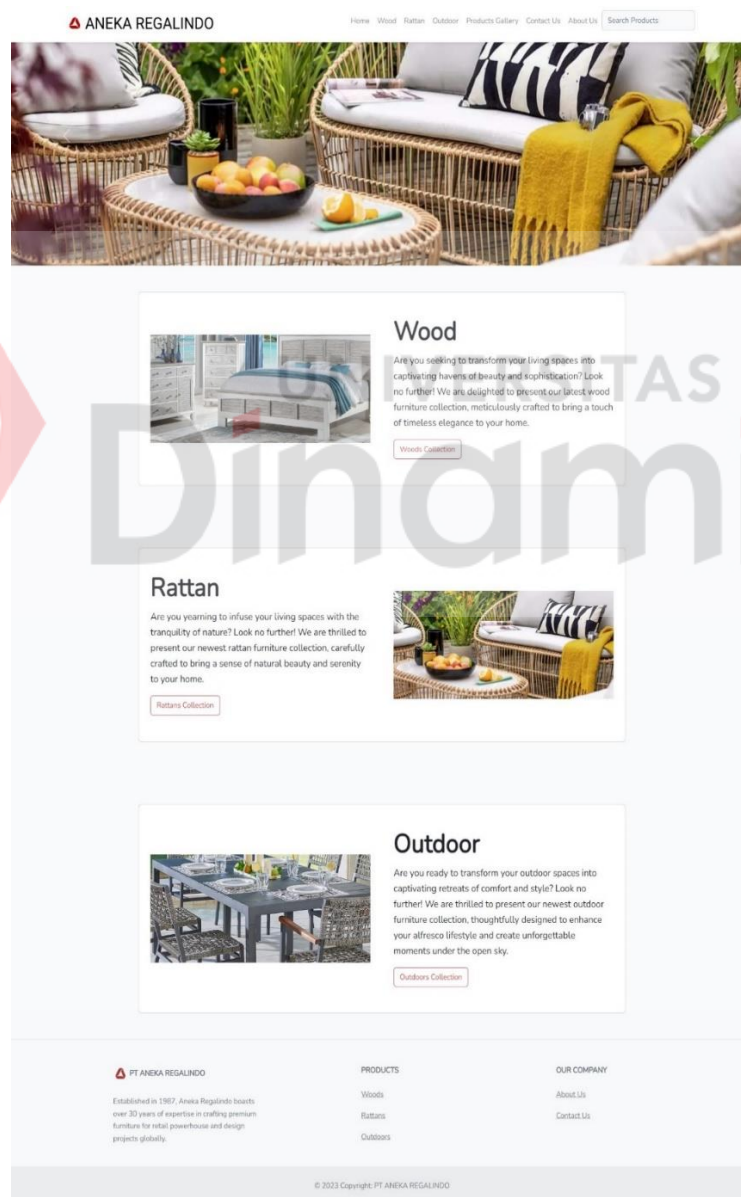 ANEKA REGALINDO
Home Wood Rattan Outdoor Products Gallery Contact Us About Us Search Products
Wood
Are you seeking to transform your living spaces into
captivating havens of beauty and sophistication? Look
no further! We are delighted to present our latest wood
furniture collection, meticulously crafted to bring a touch
of timeless elegance to your home.
Woods Collection
UNIVERSITAS
Dinam
Rattan
Are you yearning to infuse your living spaces with the
tranquility of nature? Look no further! We are thrilled to
present our newest rattan furniture collection, carefully
crafted to bring a sense of natural beauty and serenity
to your home.
Rattans Collection
Outdoor
Are you ready to transform your outdoor spaces into
captivating retreats of comfort and style? Look no
further! We are thrilled to present our newest outdoor
furniture collection, thoughtfully designed to enhance
your alfresco lifestyle and create unforgettable
moments under the open sky.
Outdoors Collection
PT ANEKA REGALINDO
Established in 1987, Aneka Regalindo boasts
over 30 years of expertise in crafting premium
furniture for retail powerhouse and design
projects globally.
PRODUCTS
Woods
Rattans
Outdoors
OUR COMPANY
About Us
Contact Us
© 2023 Copyright: PT ANEKA REGALINDO